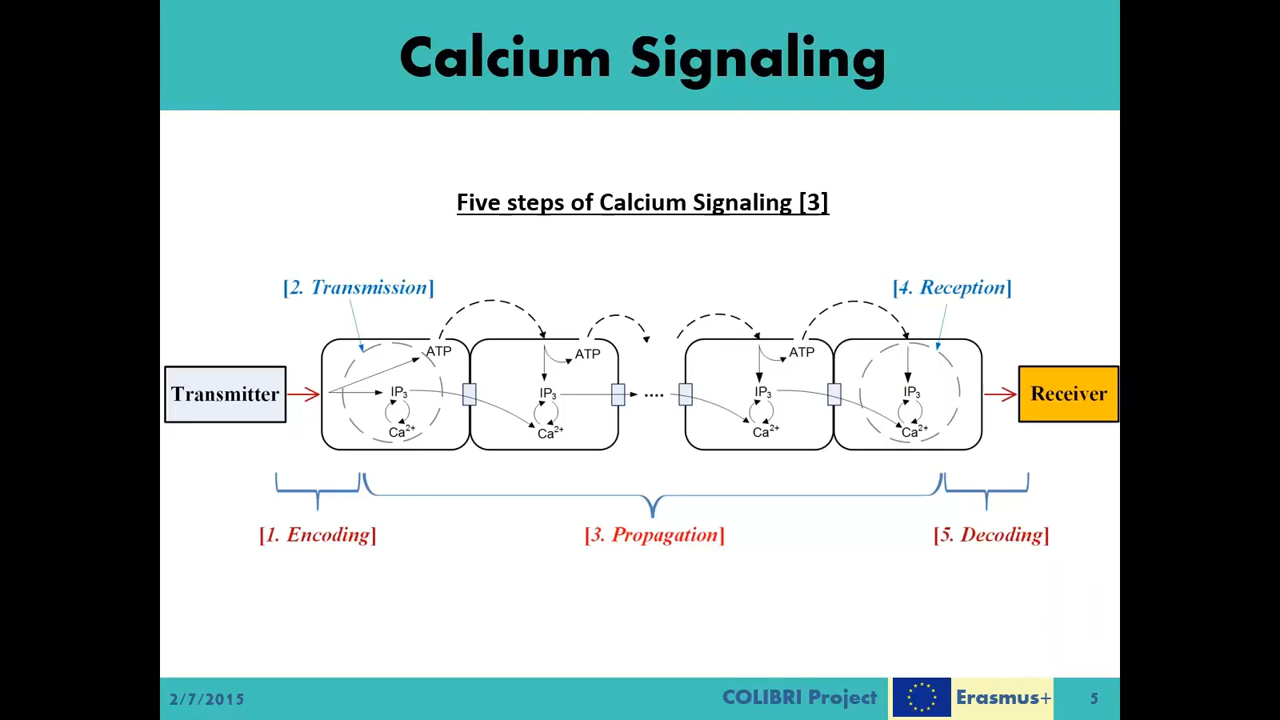 Calcium Signaling
Five steps of Calcium Signaling [3]
[2. Transmission]
[4. Reception]
ATP
ATP
ATP
Transmitter
IP3
IP3
....
IP3
IP3
Receiver
Ca2+
Ca2+
Ca2+
Ca2+
[1. Encoding]
[3. Propagation]
[5. Decoding]
2/7/2015
COLIBRI Project
Erasmus+
5